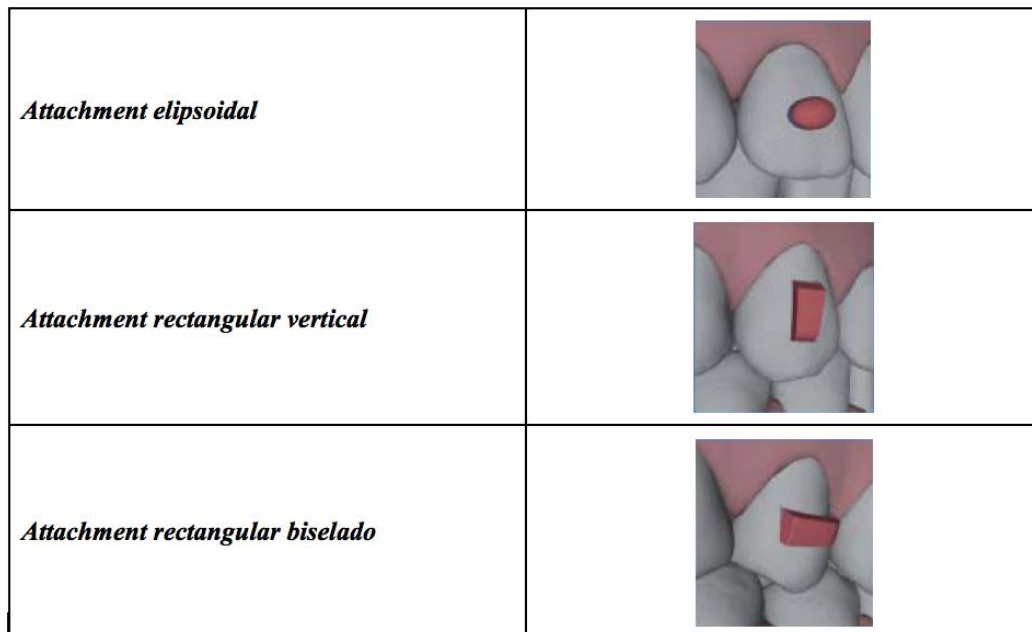 Attachment elipsoidal
Attachment rectangular vertical
Attachment rectangular biselado